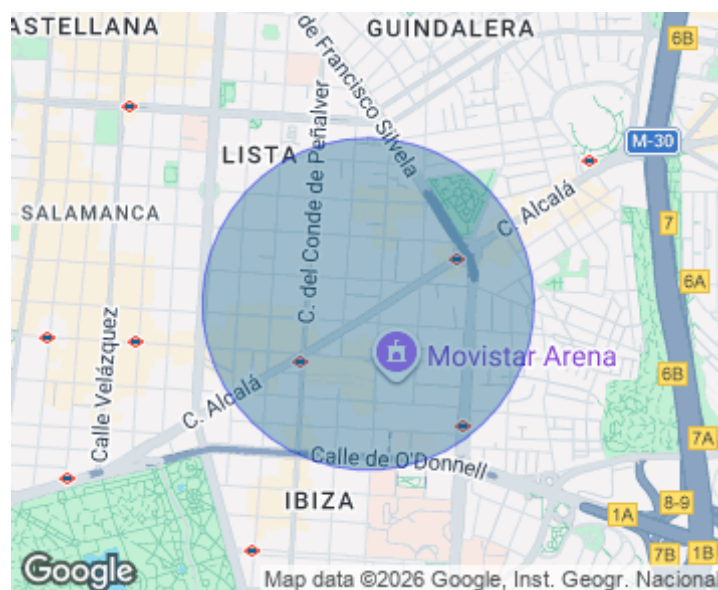 ASTELLANA
GUINDALERA
6B
de Francisco Silvela
C. del Conde de Peñalver
M-30
LISTA
SALAMANCA
C. Alcalá
7
6A
Calle Velázquez
Movistar Arena
6B
C. Alcalá
7A
Calle de O'Donnell
IBIZA
8-9
1A
7B
1B
Google
Map data ©2026 Google, Inst. Geogr. Nacional